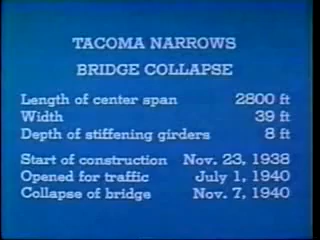 TACOMA NARROWS
BRIDGE COLLAPSE
Length of center span 2800 ft
Width 39 ft
Depth of stiffening girders 8 ft
Start of construction Nov. 23, 1938
Opened for traffic July 1, 1940
Collapse of bridge Nov. 7, 1940